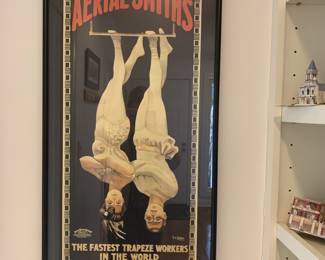 AERIAL SMITHS
THE FASTEST TRAPEZE WORKERS
IN THE WORLD